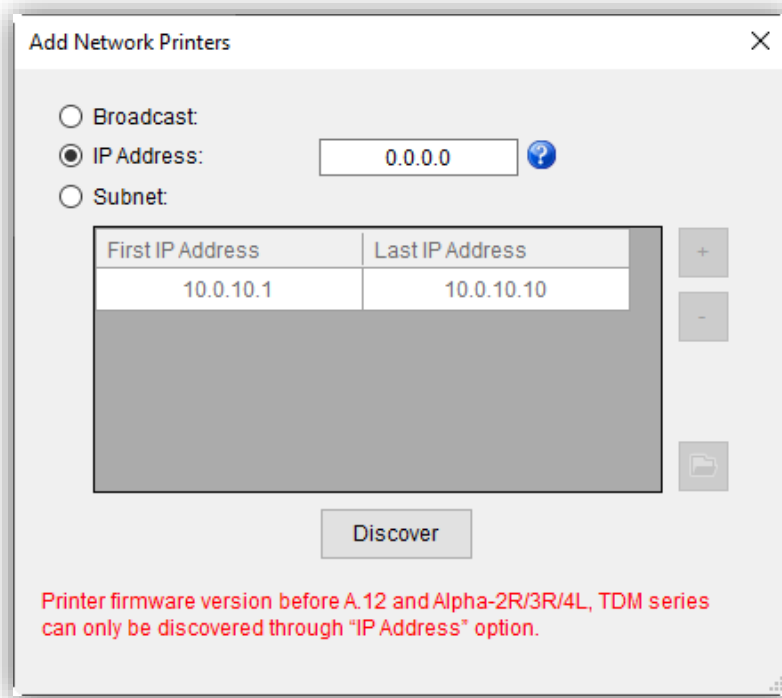 Add Network Printers
Broadcast:
IP Address: 0.0.0.0 ?
Subnet:
First IP Address Last IP Address
10.0.10.1 10.0.10.10
+
-
Discover
Printer firmware version before A.12 and Alpha-2R/3R/4L, TDM series
can only be discovered through “IP Address” option.